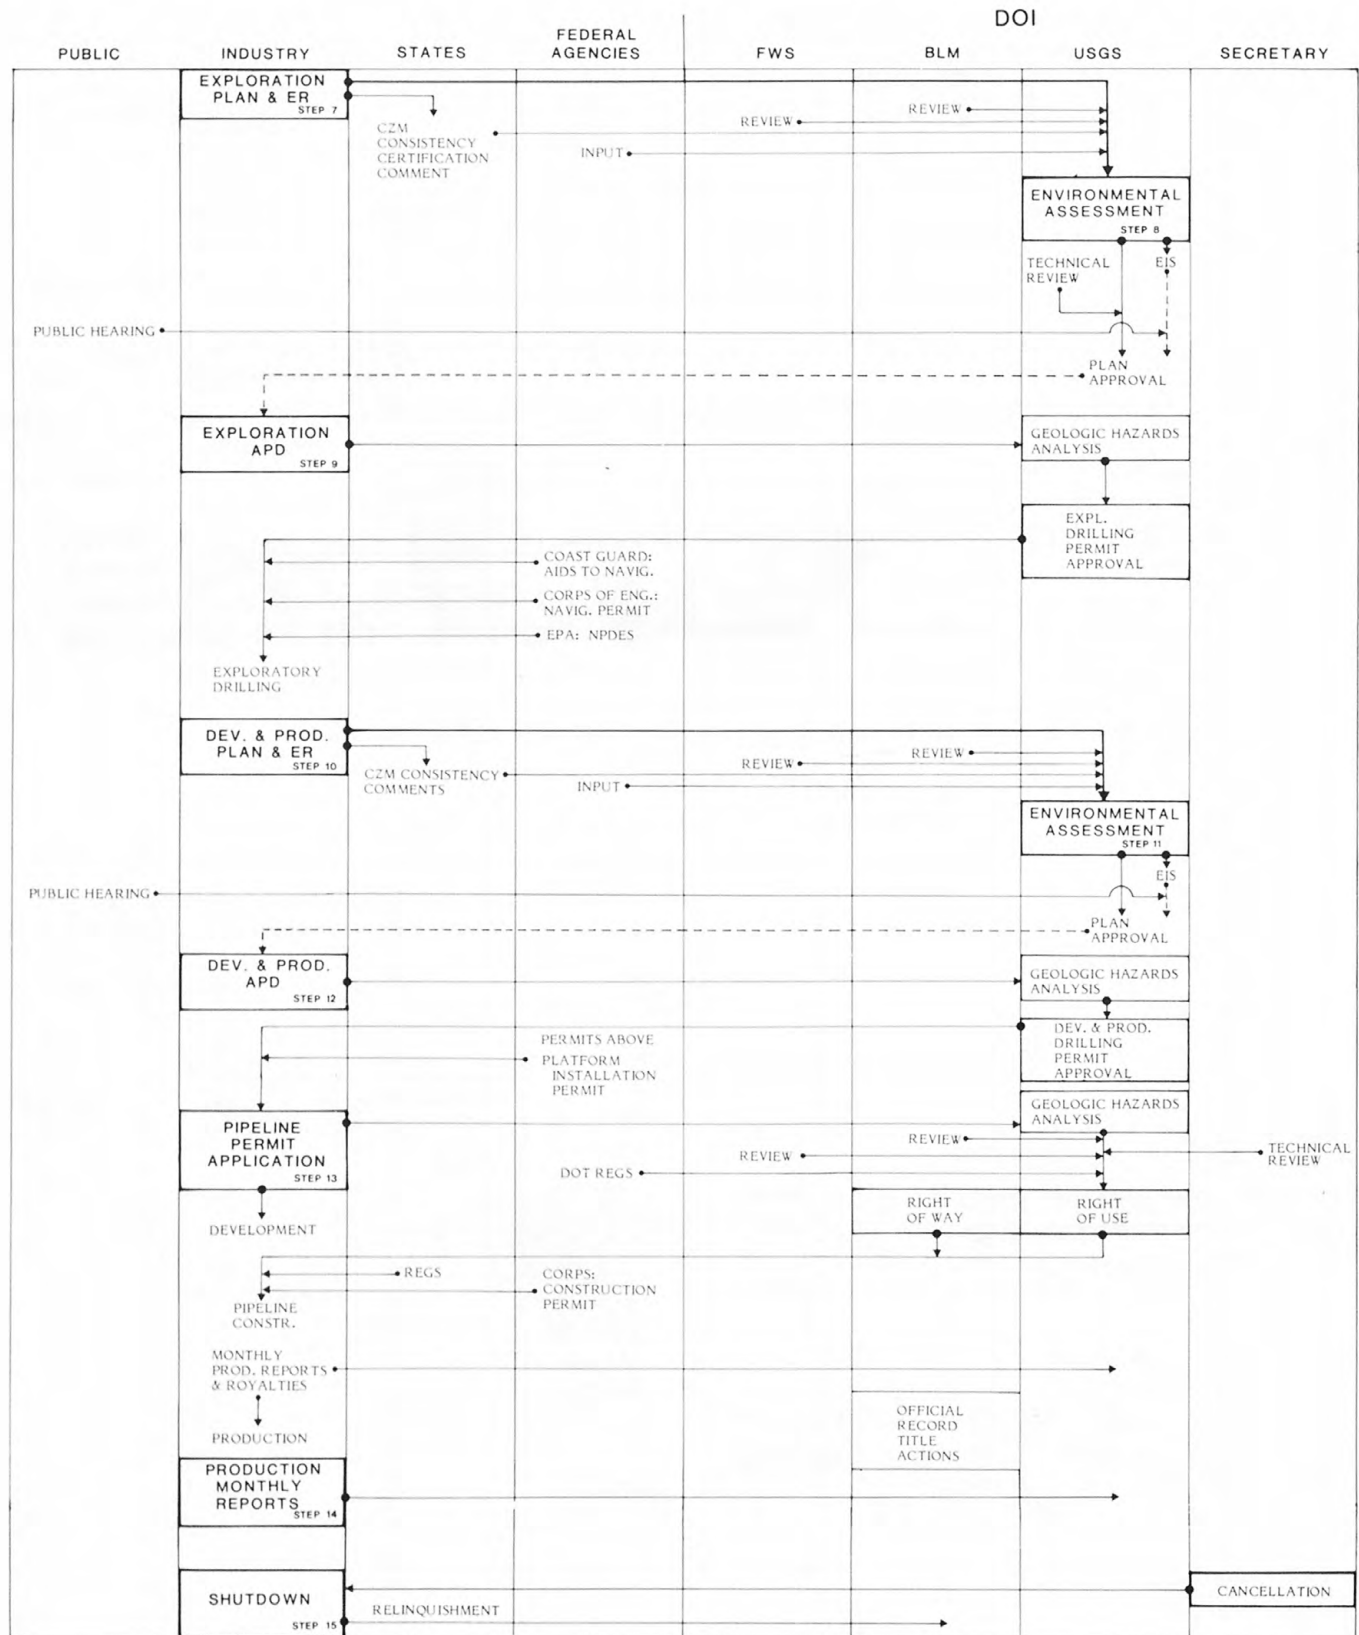 DOI
PUBLIC
INDUSTRY
STATES
FEDERAL
AGENCIES
FWS
BLM
USGS
SECRETARY
EXPLORATION
PLAN & ER
STEP 7
CZM
CONSISTENCY
CERTIFICATION
COMMENT
INPUT
REVIEW
REVIEW
ENVIRONMENTAL
ASSESSMENT
STEP 8
TECHNICAL
REVIEW
EIS
PUBLIC HEARING
PLAN
APPROVAL
EXPLORATION
APD
STEP 9
GEOLOGIC HAZARDS
ANALYSIS
EXPL.
DRILLING
PERMIT
APPROVAL
COAST GUARD:
AIDS TO NAVIG.
CORPS OF ENG.:
NAVIG. PERMIT
EPA: NPDES
EXPLORATORY
DRILLING
DEV. & PROD.
PLAN & ER
STEP 10
CZM CONSISTENCY
COMMENTS
INPUT
REVIEW
REVIEW
ENVIRONMENTAL
ASSESSMENT
STEP 11
EIS
PUBLIC HEARING
PLAN
APPROVAL
DEV. & PROD.
APD
STEP 12
GEOLOGIC HAZARDS
ANALYSIS
DEV. & PROD.
DRILLING
PERMIT
APPROVAL
PERMITS ABOVE
PLATFORM
INSTALLATION
PERMIT
GEOLOGIC HAZARDS
ANALYSIS
PIPELINE
PERMIT
APPLICATION
STEP 13
REVIEW
REVIEW
DOT REGS
TECHNICAL
REVIEW
RIGHT
OF WAY
RIGHT
OF USE
DEVELOPMENT
REGS
CORPS:
CONSTRUCTION
PERMIT
PIPELINE
CONSTR.
MONTHLY
PROD. REPORTS
& ROYALTIES
PRODUCTION
OFFICIAL
RECORD
TITLE
ACTIONS
PRODUCTION
MONTHLY
REPORTS
STEP 14
SHUTDOWN
STEP 15
RELINQUISHMENT
CANCELLATION